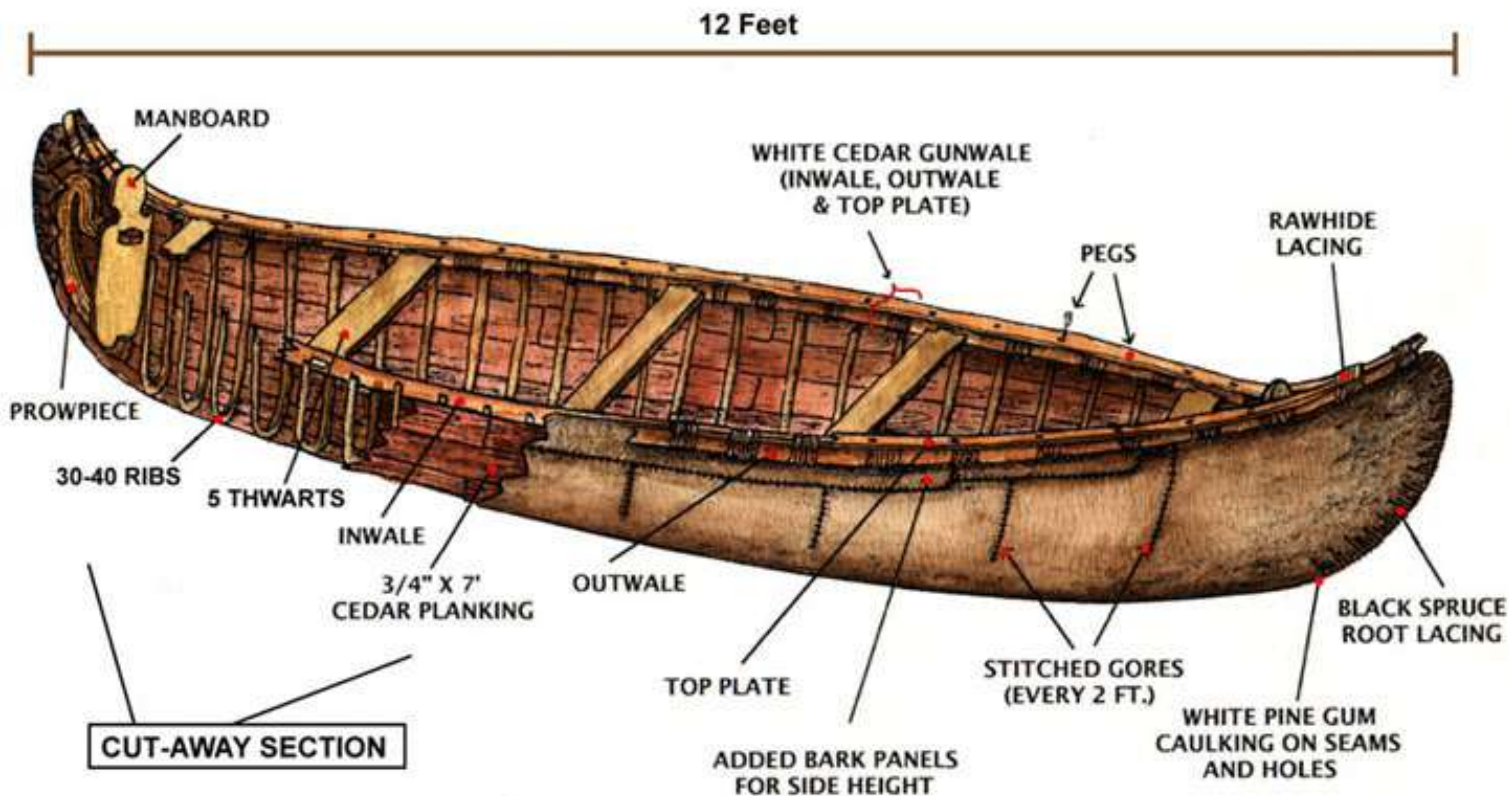 12 Feet
MANBOARD
WHITE CEDAR GUNWALE
(INWALE, OUTWALE
& TOP PLATE)
PEGS
RAWHIDE
LACING
PROWPIECE
30-40 RIBS
5 THWARTS
INWALE
3/4" X 7'
CEDAR PLANKING
OUTWALE
TOP PLATE
ADDED BARK PANELS
FOR SIDE HEIGHT
STITCHED GORES
(EVERY 2 FT.)
BLACK SPRUCE
ROOT LACING
WHITE PINE GUM
CAULKING ON SEAMS
AND HOLES
CUT-AWAY SECTION